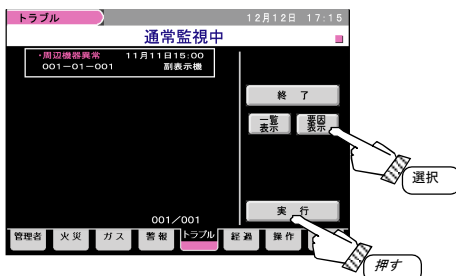 トラブル 12月12日 17:15
通常監視中
・周辺機器異常 11月11日15:00
001-01-001 副表示機
終 了
一覧表示 要因表示
選択
001/001
実 行
管理者 火災 ガス 警報 トラブル 経過 操作
押す